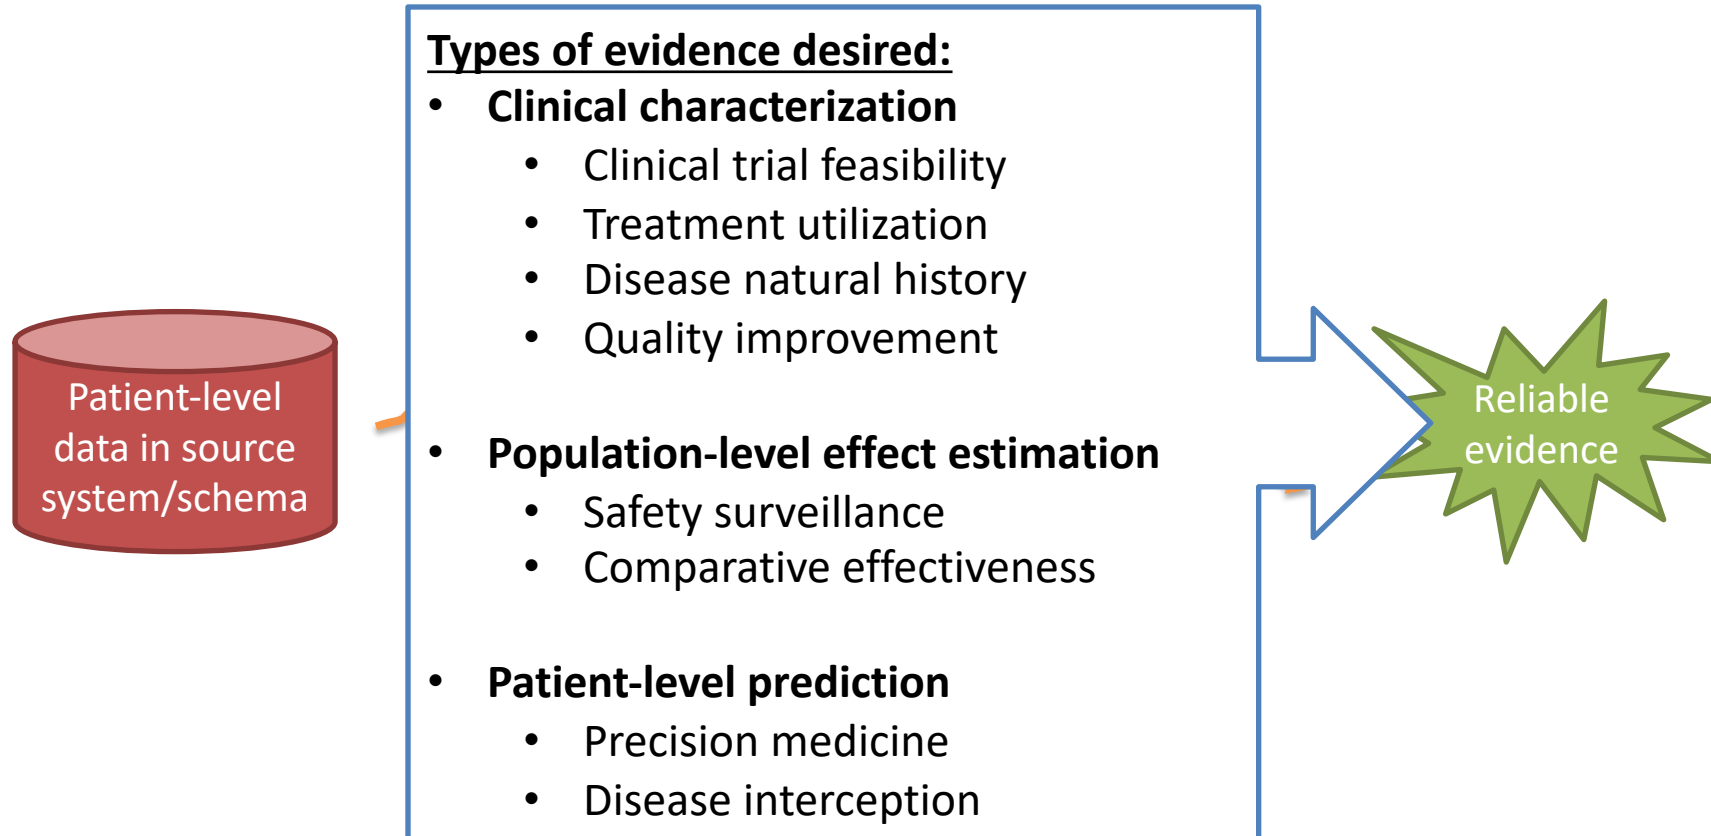 Types of evidence desired:
• Clinical characterization
• Clinical trial feasibility
• Treatment utilization
• Disease natural history
• Quality improvement
• Population-level effect estimation
• Safety surveillance
• Comparative effectiveness
• Patient-level prediction
• Precision medicine
• Disease interception
Patient-level
data in source
system/schema
Reliable
evidence